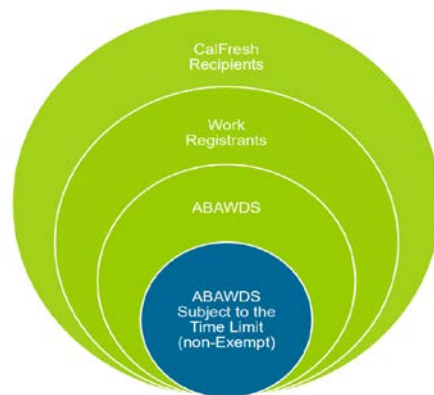 CalFresh
Recipients
Work
Registrants
ABAWDS
ABAWDS
Subject to the
Time Limit
(non-Exempt)